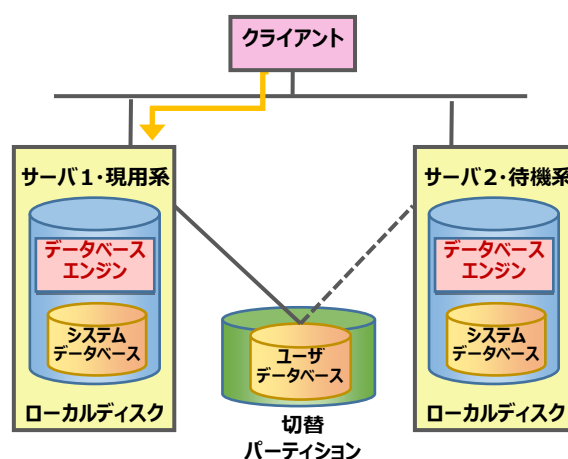 クライアント
サーバ1・現用系
データベース
エンジン
システム
データベース
ローカルディスク
ユーザ
データベース
切替
パーティション
サーバ2・待機系
データベース
エンジン
システム
データベース
ローカルディスク